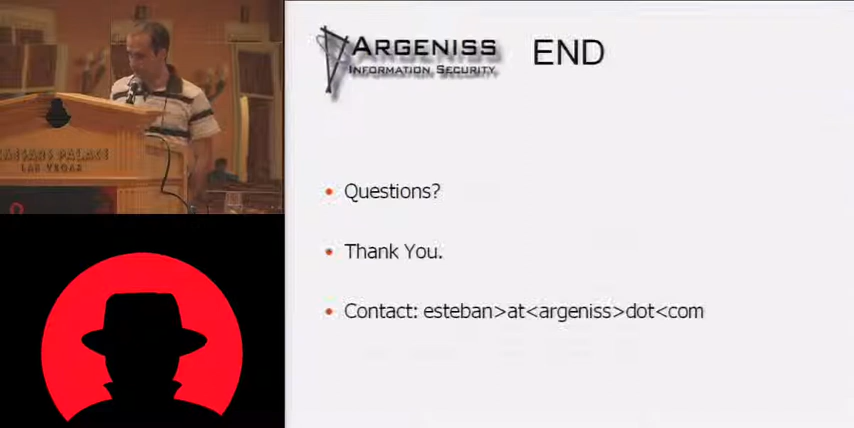 CAESARS PALACE
LAS VEGAS
ARGENISS
INFORMATION SECURITY
END
Questions?
Thank You.
Contact: esteban>at<argeniss>dot<com